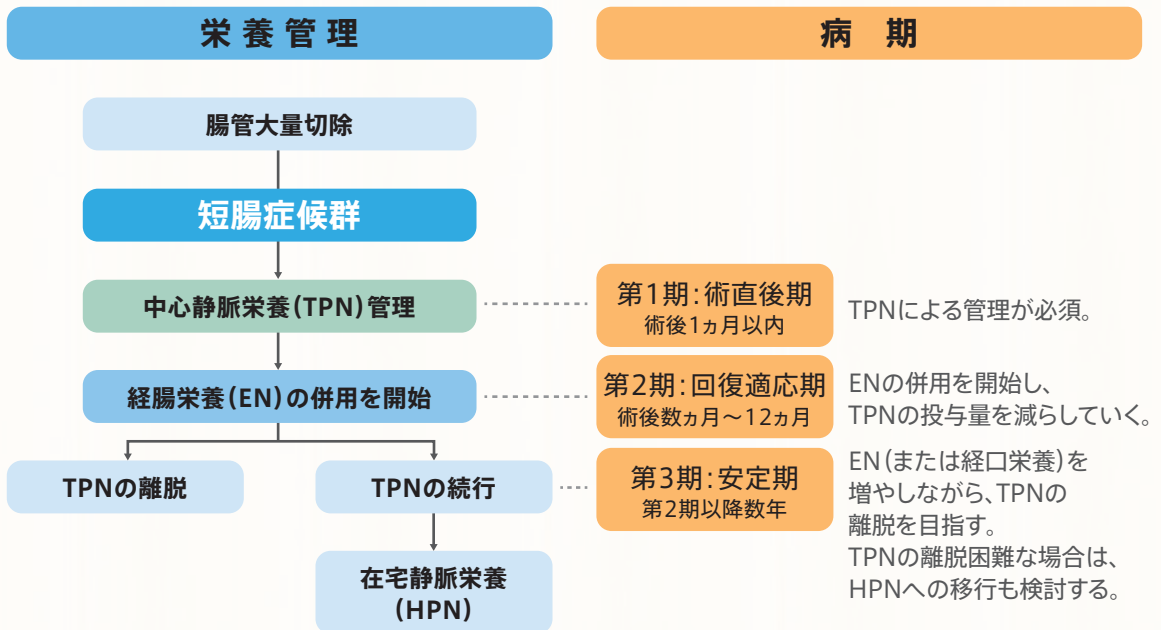 栄養管理
病 期
腸管大量切除
短腸症候群
中心静脈栄養(TPN)管理
第1期:術直後期
術後1ヵ月以内
TPNによる管理が必須。
経腸栄養(EN)の併用を開始
第2期:回復適応期
術後数ヵ月~12ヵ月
ENの併用を開始し、
TPNの投与量を減らしていく。
TPNの離脱
TPNの続行
第3期:安定期
第2期以降数年
EN(または経口栄養)を
増やしながら、TPNの
離脱を目指す。
TPNの離脱困難な場合は、
HPNへの移行も検討する。
在宅静脈栄養
(HPN)